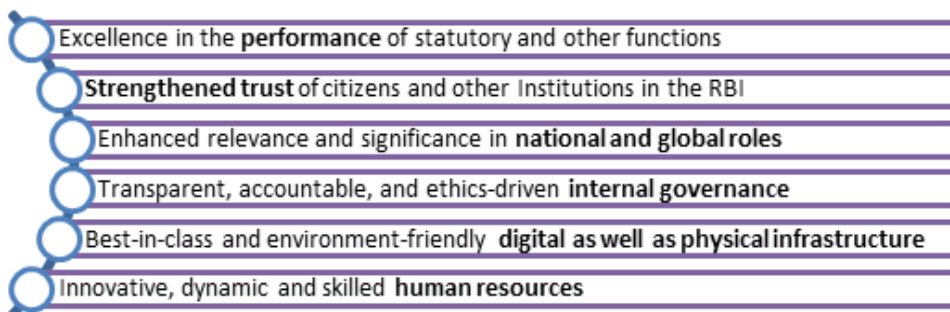 Excellence in the performance of statutory and other functions
Strengthened trust of citizens and other Institutions in the RBI
Enhanced relevance and significance in national and global roles
Transparent, accountable, and ethics-driven internal governance
Best-in-class and environment-friendly digital as well as physical infrastructure
Innovative, dynamic and skilled human resources